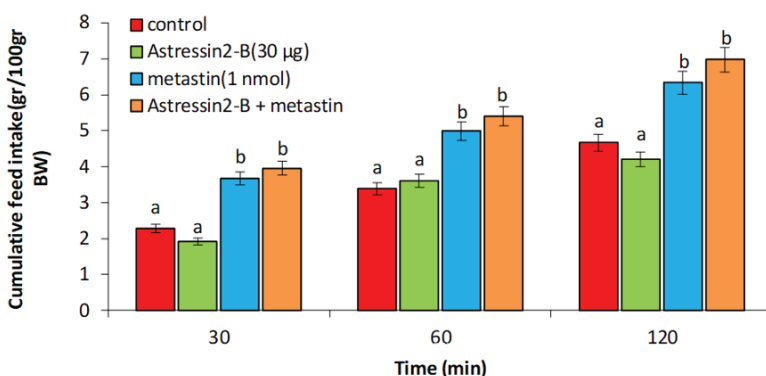 control
Astressin2-B(30 µg)
metastin(1 nmol)
Astressin2-B + metastin
Cumulative feed intake(gr/100gr
BW)
8
7
6
5
4
3
2
1
0
a a b b
a a b b
a a b b
30 60 120
Time (min)